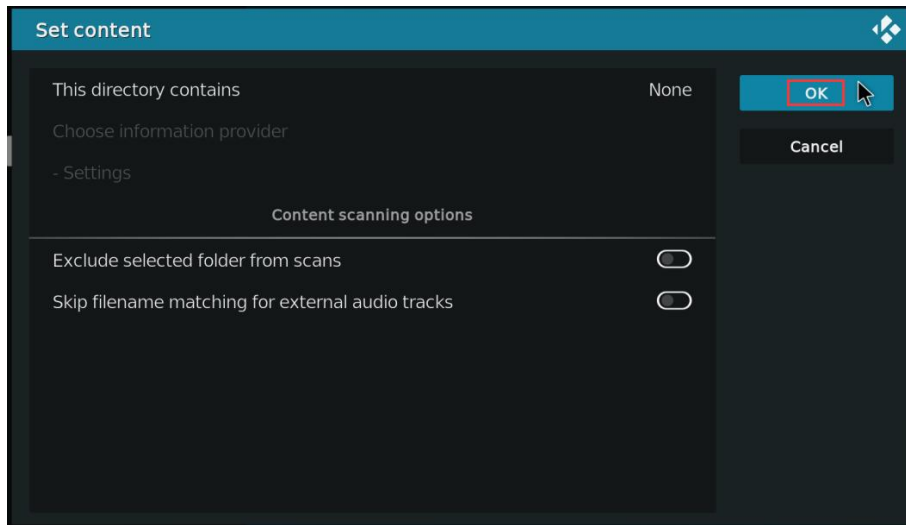 Set content
This directory contains None
Choose information provider
- Settings
Content scanning options
Exclude selected folder from scans
Skip filename matching for external audio tracks
OK
Cancel